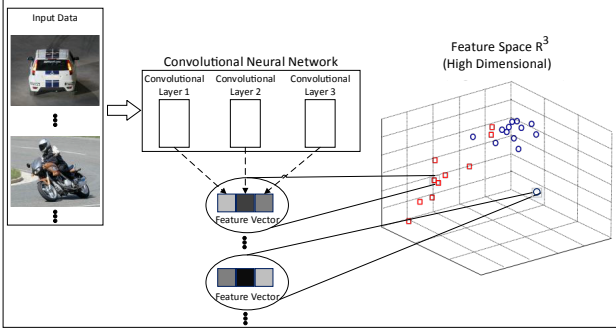 Input Data
Convolutional Neural Network
Convolutional
Layer 1
Convolutional
Layer 2
Convolutional
Layer 3
Feature Vector
Feature Vector
Feature Space R³
(High Dimensional)